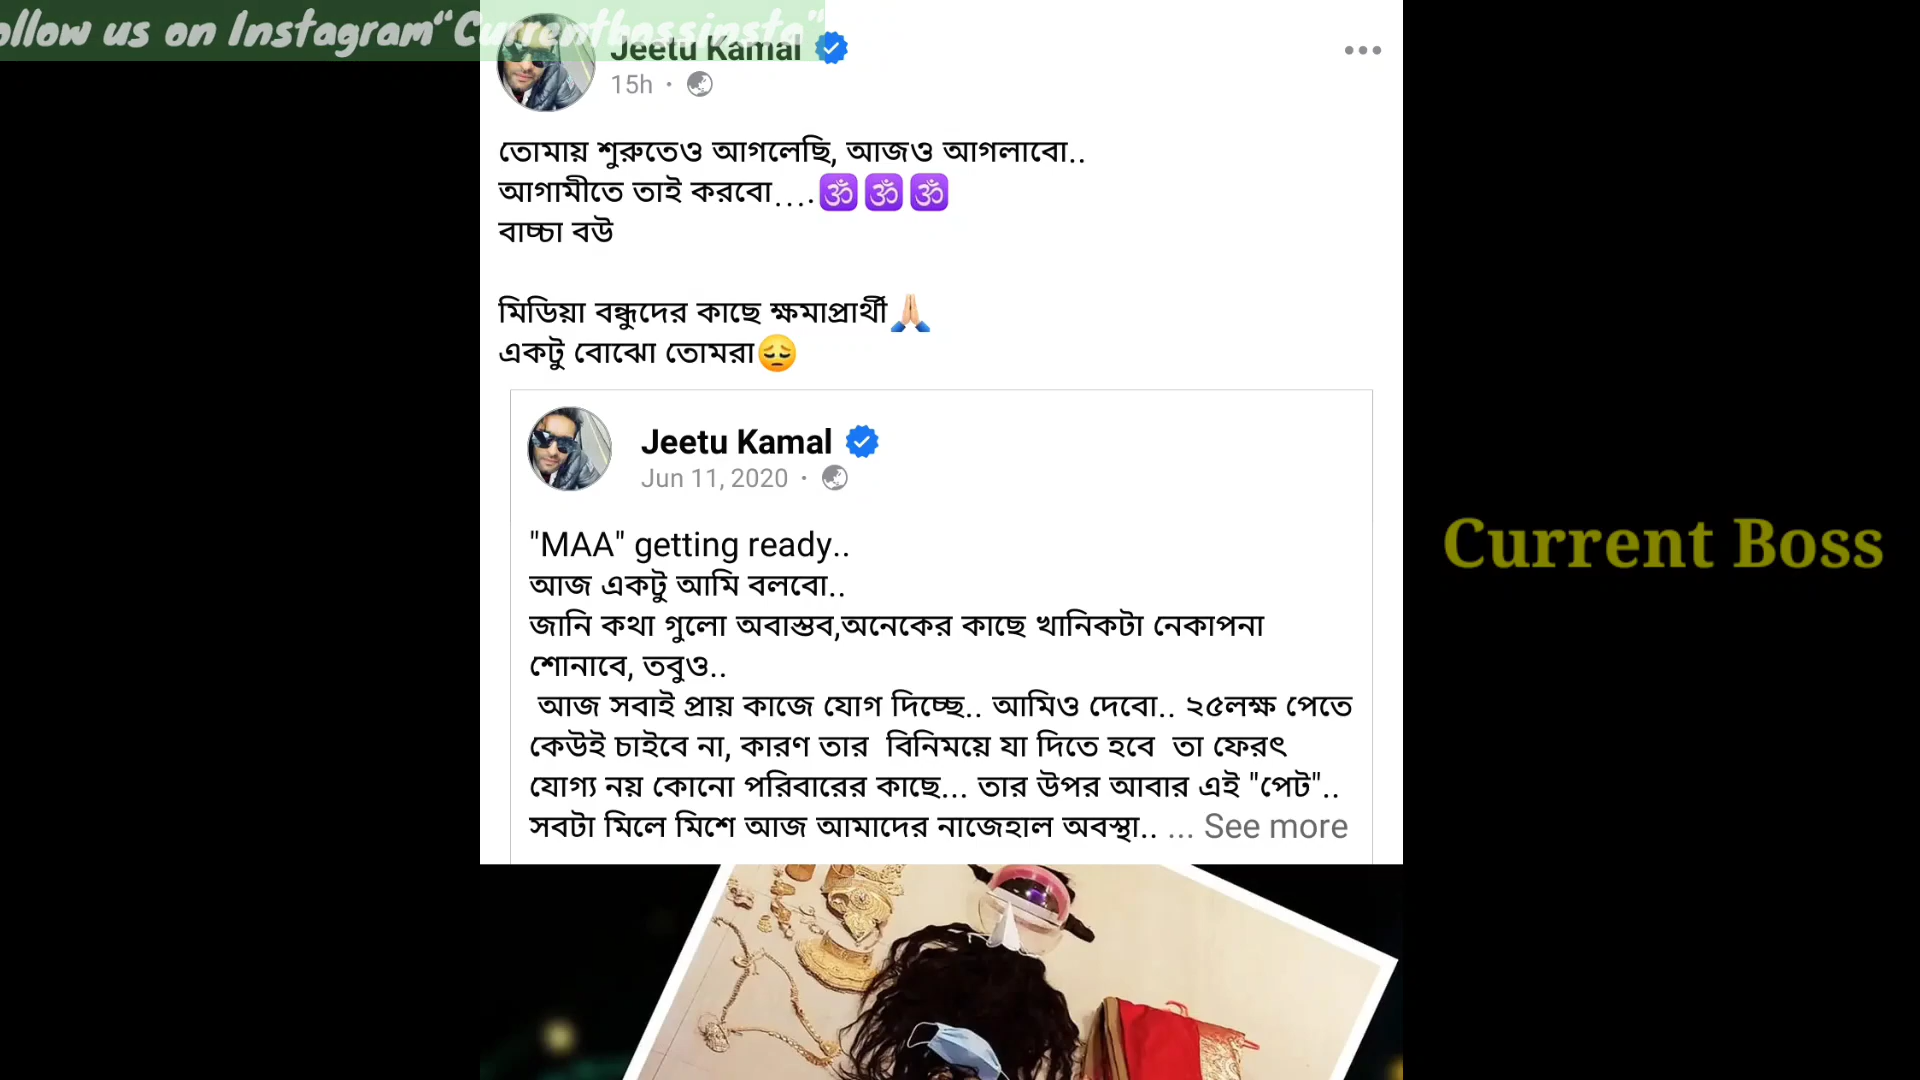 ollow us on Instagram“Currentbossinsta”
Jeetu Kamal
15h
তোমায় শুরুতেও আগলেছি, আজও আগলাবো..
আগামীতে তাই করবো....🕉🕉🕉
বাচ্চা বউ
মিডিয়া বন্ধুদের কাছে ক্ষমাপ্রার্থী🙏🏻
একটু বোঝো তোমরা😔
Jeetu Kamal
Jun 11, 2020
"MAA" getting ready..
আজ একটু আমি বলবো..
জানি কথা গুলো অবাস্তব,অনেকের কাছে খানিকটা নেকাপনা
শোনাবে, তবুও..
আজ সবাই প্রায় কাজে যোগ দিচ্ছে.. আমিও দেবো.. ২৫লক্ষ পেতে
কেউই চাইবে না, কারণ তার বিনিময়ে যা দিতে হবে তা ফেরৎ
যোগ্য নয় কোনো পরিবারের কাছে... তার উপর আবার এই "পেট"..
সবটা মিলে মিশে আজ আমাদের নাজেহাল অবস্থা.. ... See more
Current Boss